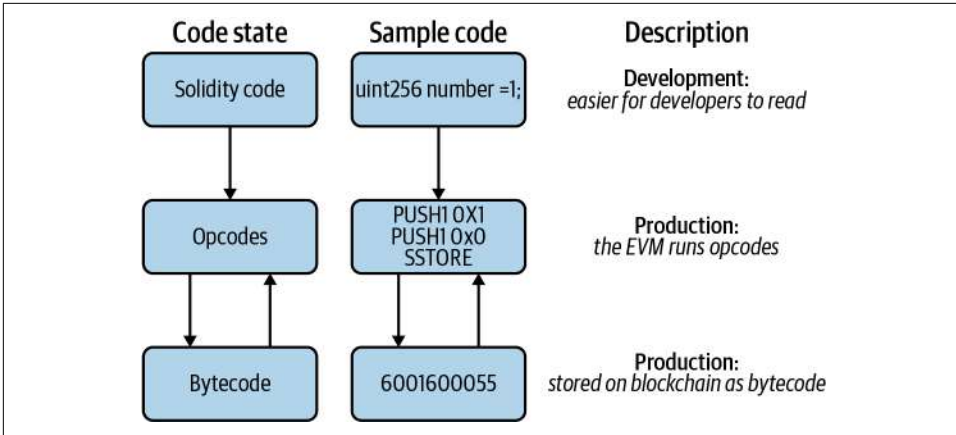 Code state Sample code Description
Solidity code
uint256 number =1;
Development:
easier for developers to read
Opcodes
PUSH1 0X1
PUSH1 0x0
SSTORE
Production:
the EVM runs opcodes
Bytecode
6001600055
Production:
stored on blockchain as bytecode